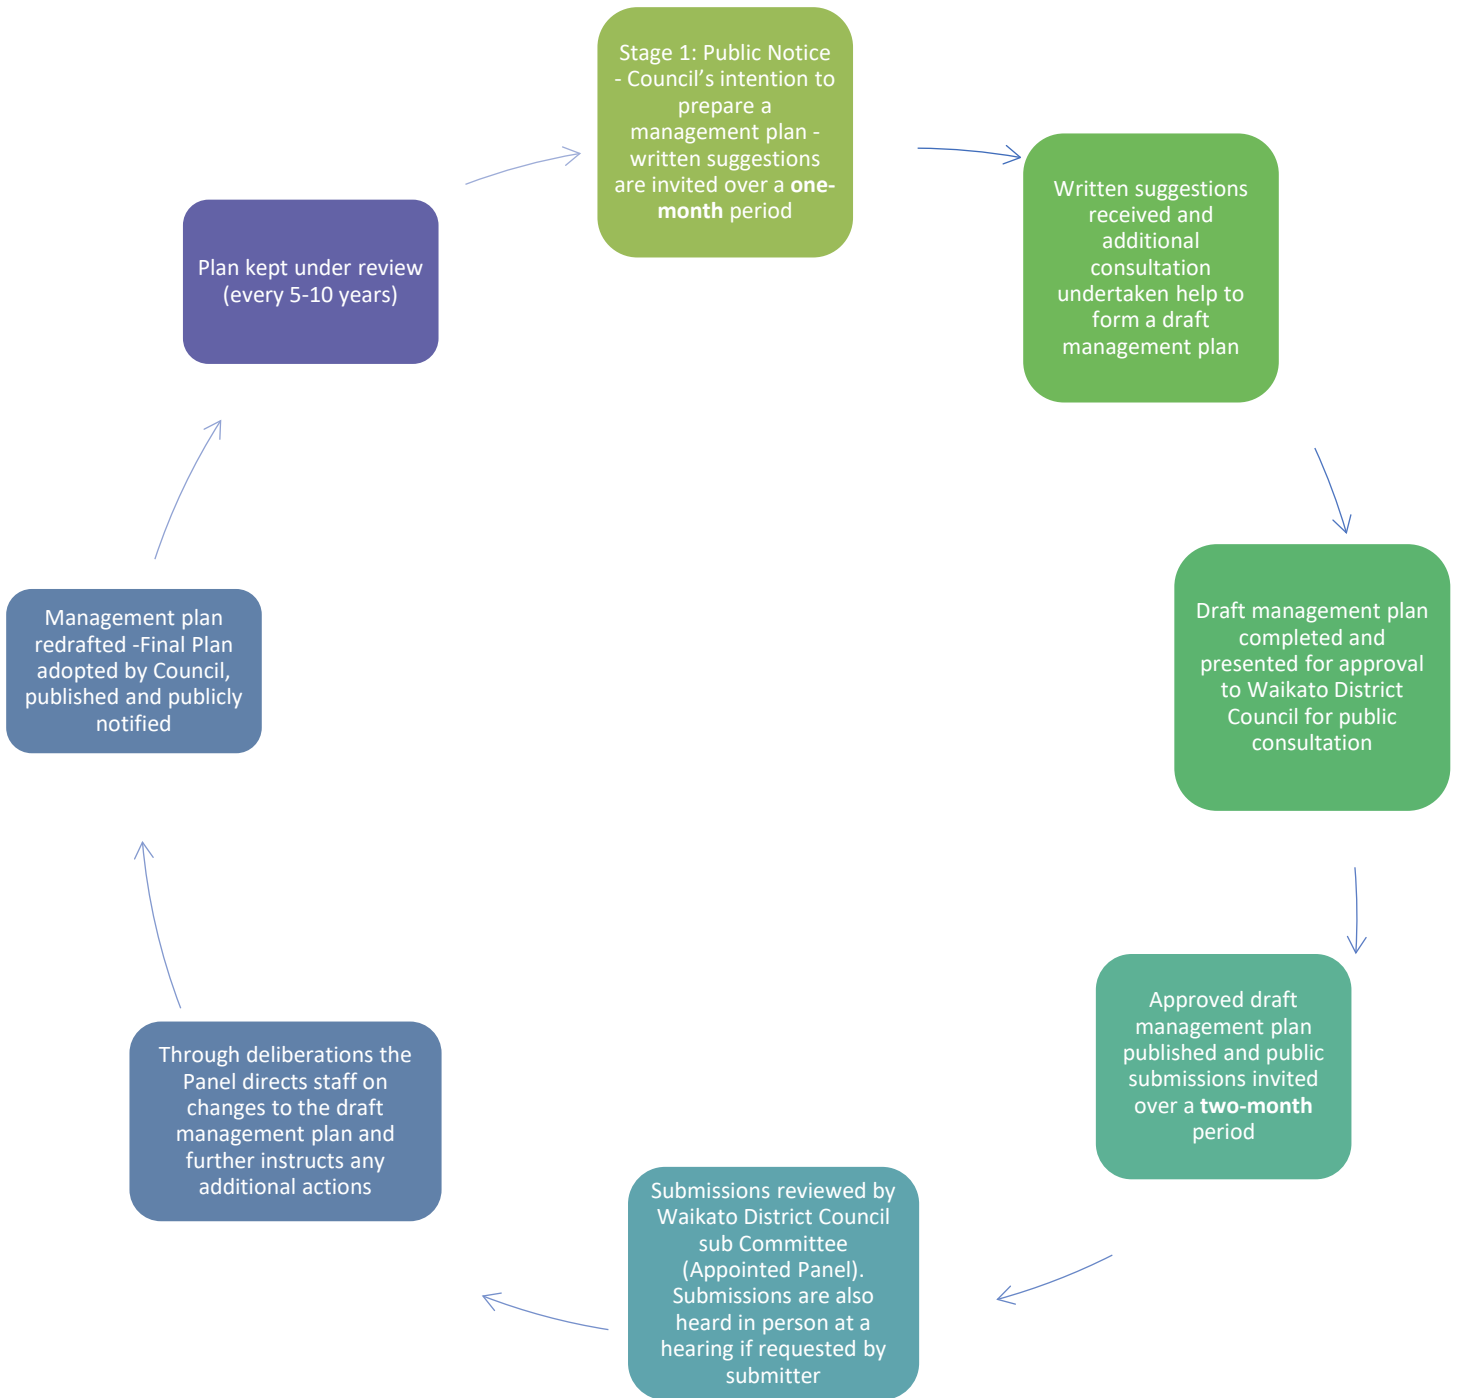 Stage 1: Public Notice
- Council’s intention to
prepare a
management plan -
written suggestions
are invited over a one-
month period
Written suggestions
received and
additional
consultation
undertaken help to
form a draft
management plan
Draft management plan
completed and
presented for approval
to Waikato District
Council for public
consultation
Approved draft
management plan
published and public
submissions invited
over a two-month
period
Submissions reviewed by
Waikato District Council
sub Committee
(Appointed Panel).
Submissions are also
heard in person at a
hearing if requested by
submitter
Through deliberations the
Panel directs staff on
changes to the draft
management plan and
further instructs any
additional actions
Management plan
redrafted -Final Plan
adopted by Council,
published and publicly
notified
Plan kept under review
(every 5-10 years)